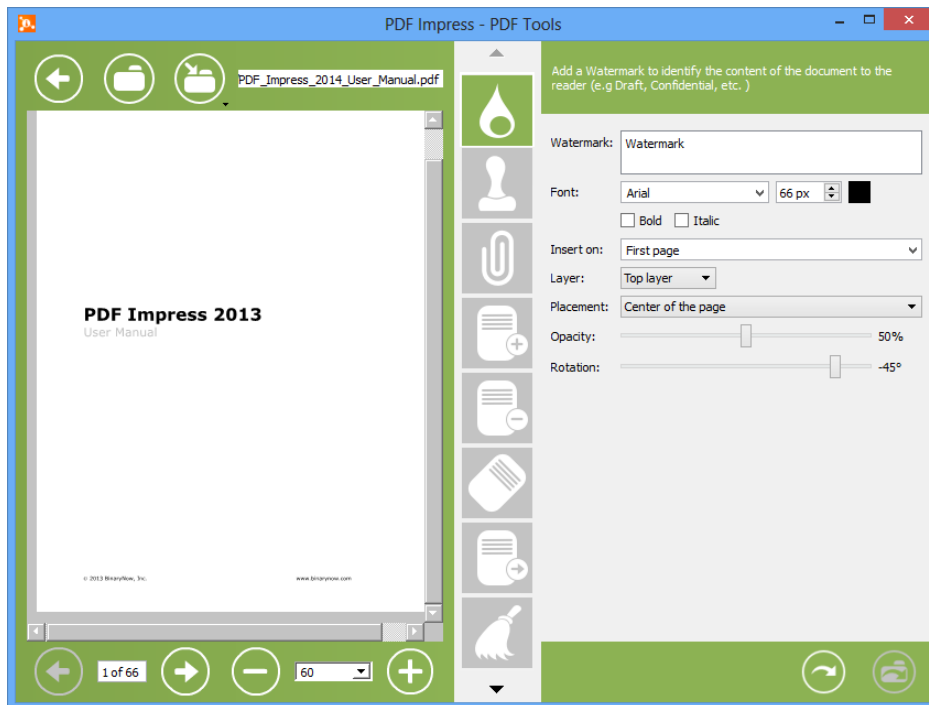 PDF Impress - PDF Tools
PDF_Impress_2014_User_Manual.pdf
PDF Impress 2013
User Manual
© 2013 BinaryNow, Inc.
www.binarynow.com
1 of 66
60
Add a Watermark to identify the content of the document to the
reader (e.g Draft, Confidential, etc. )
Watermark: Watermark
Font: Arial 66 px
Bold Italic
Insert on: First page
Layer: Top layer
Placement: Center of the page
Opacity: 50%
Rotation: -45°